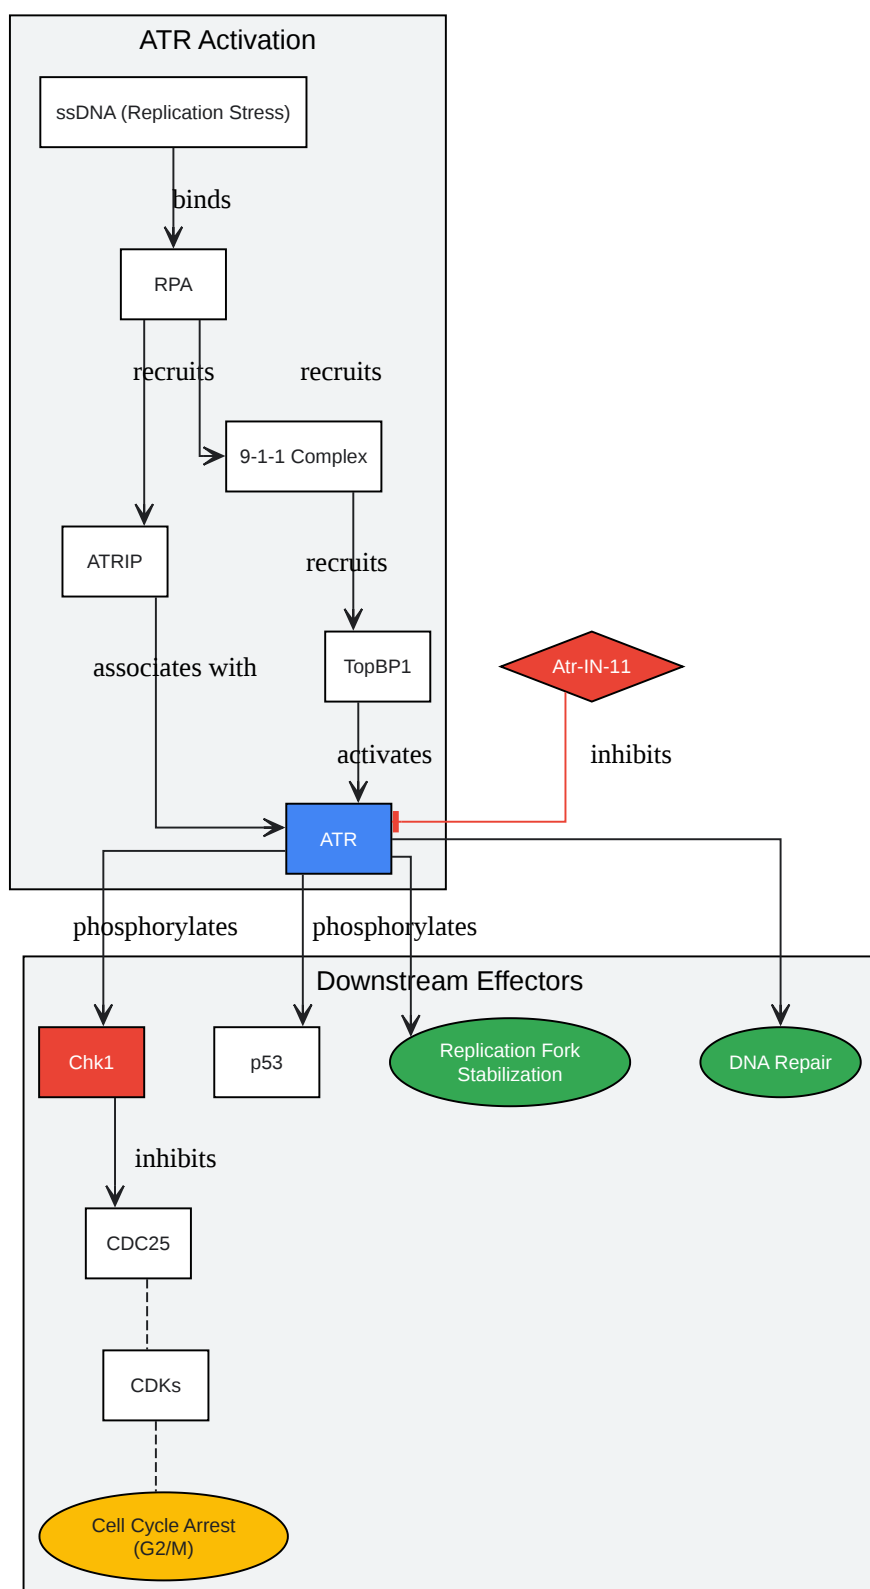 ATR Activation
ssDNA (Replication Stress)
binds
RPA
recruits
recruits
9-1-1 Complex
ATRIP
recruits
associates with
TopBP1
Atr-IN-11
activates
inhibits
ATR
phosphorylates
phosphorylates
Downstream Effectors
Chk1
p53
Replication Fork
Stabilization
DNA Repair
inhibits
CDC25
CDKs
Cell Cycle Arrest
(G2/M)